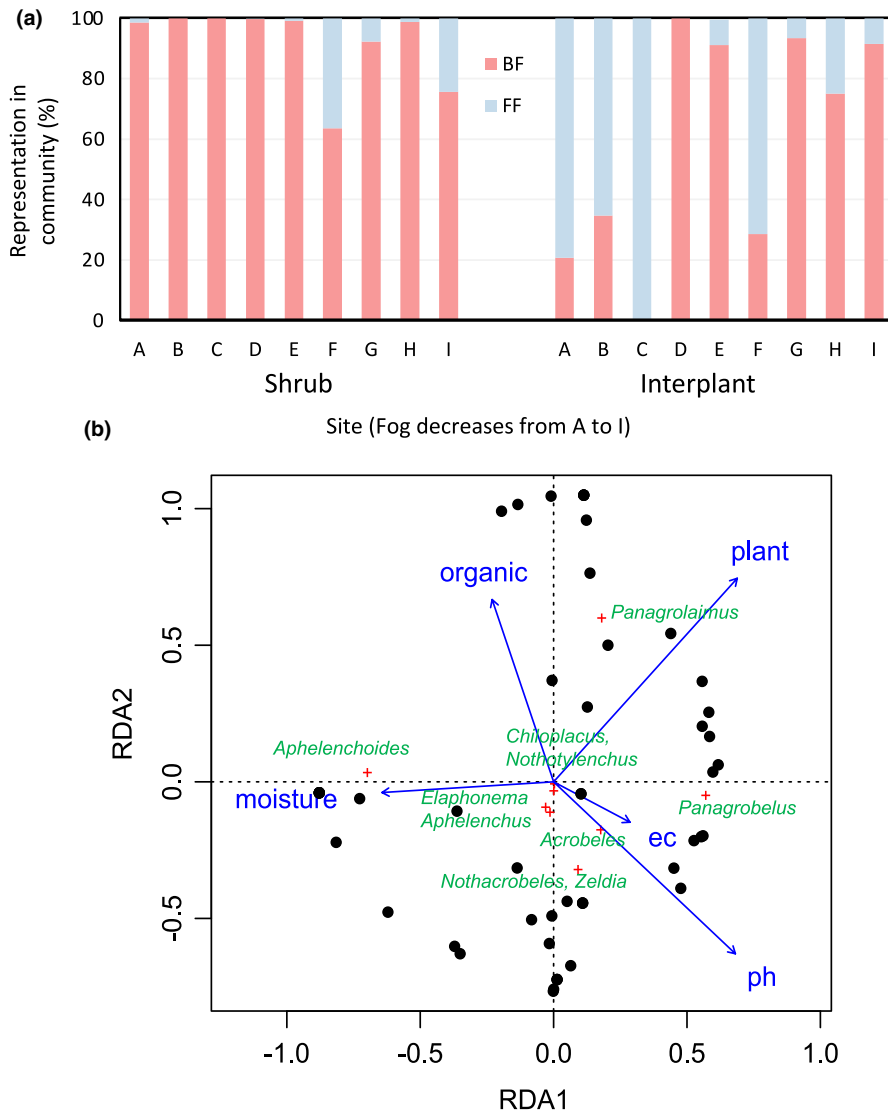 (a)
Representation in
community (%)
100
80
60
40
20
0
BF
FF
A B C D E F G H I
A B C D E F G H I
Shrub
Interplant
Site (Fog decreases from A to I)
(b)
organic
plant
Panagrolaimus
Chiloplacus,
Nothotylenchus
Aphelenchoides
moisture
Elaphonema
Aphelenchus
Panagrobelus
Acrobeles
ec
Nothacrobeles, Zeldia
ph
RDA2
1.0
0.5
0.0
-0.5
-1.0 -0.5 0.0 0.5 1.0
RDA1